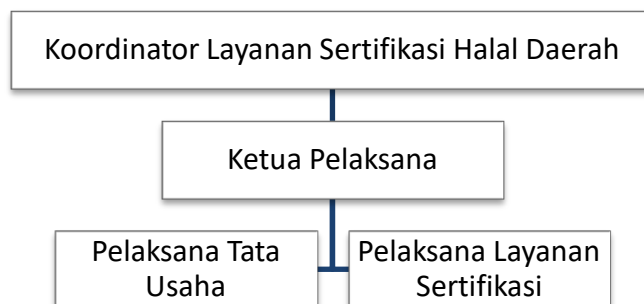 Koordinator Layanan Sertifikasi Halal Daerah
Ketua Pelaksana
Pelaksana Tata
Usaha
Pelaksana Layanan
Sertifikasi